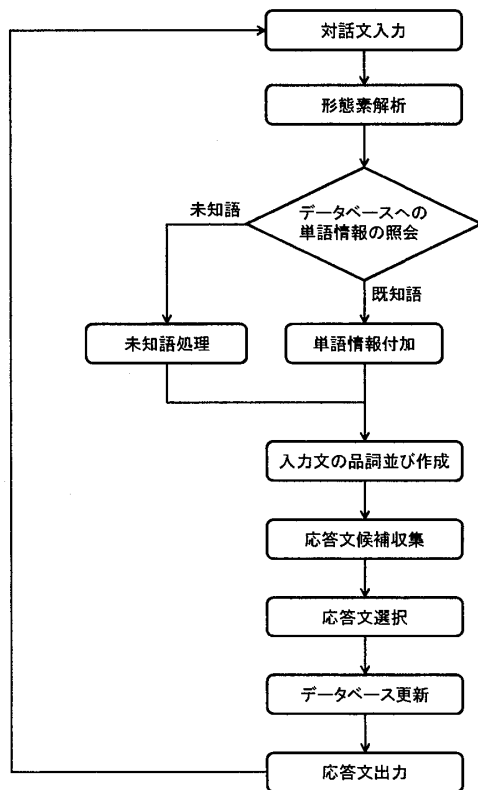 対話文入力
形態素解析
データベースへの
単語情報の照会
未知語
既知語
未知語処理
単語情報付加
入力文の品詞並び作成
応答文候補収集
応答文選択
データベース更新
応答文出力